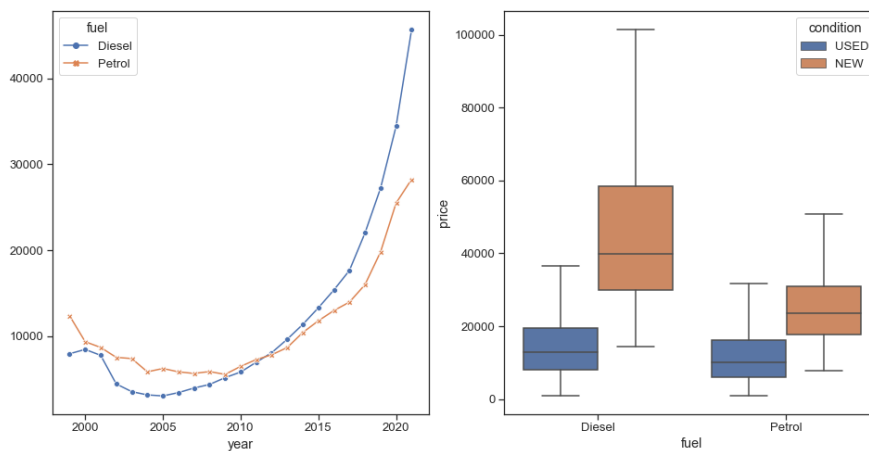 fuel
Diesel
Petrol
40000
30000
20000
10000
2000
2005
2010
2015
2020
year
condition
USED
NEW
100000
80000
60000
40000
20000
0
price
Diesel
Petrol
fuel